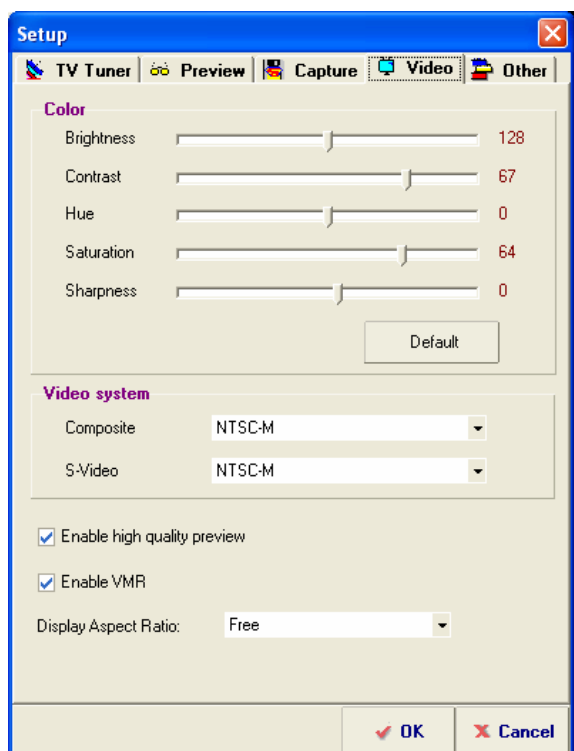 Setup
TV Tuner Preview Capture Video Other
Color
Brightness 128
Contrast 67
Hue 0
Saturation 64
Sharpness 0
Default
Video system
Composite NTSC-M
S-Video NTSC-M
Enable high quality preview
Enable VMR
Display Aspect Ratio: Free
OK Cancel